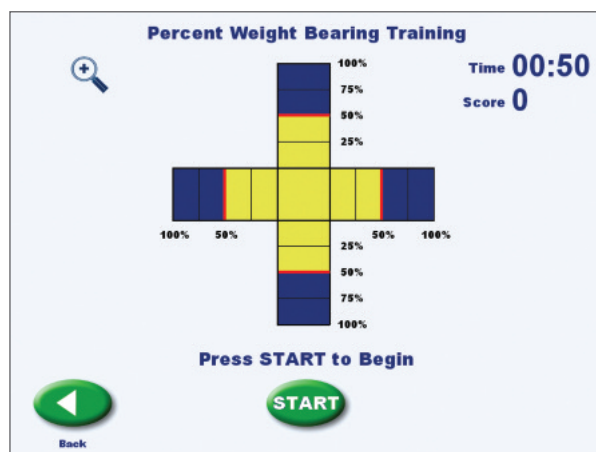 Percent Weight Bearing Training
Time 00:50
Score 0
100%
75%
50%
25%
100% 50% 50% 100%
25%
50%
75%
100%
Press START to Begin
START
Back